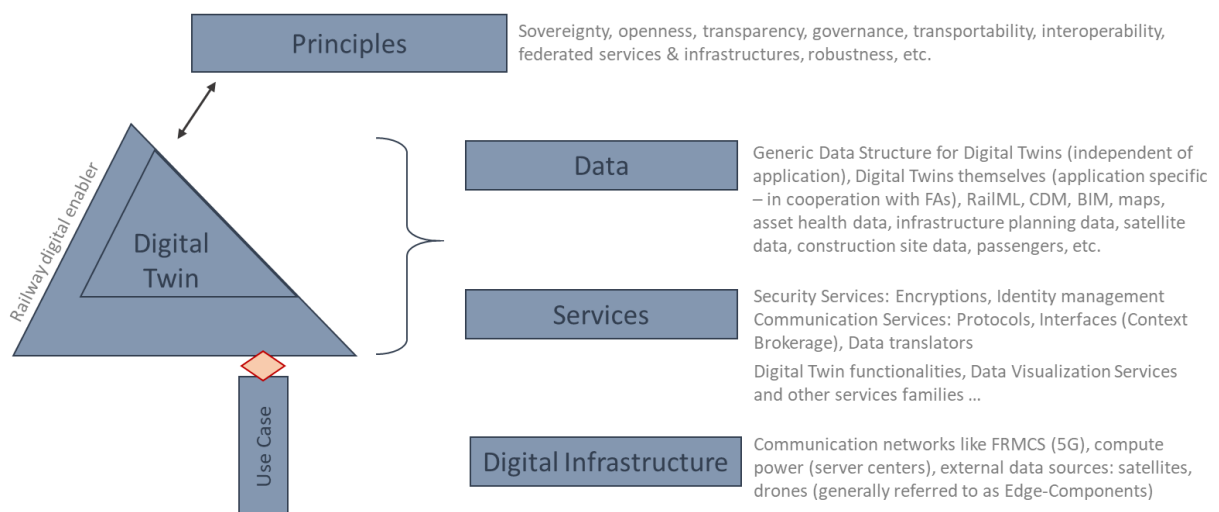 Principles
Sovereignty, openness, transparency, governance, transportability, interoperability,
federated services & infrastructures, robustness, etc.
Railway digital enabler
Digital
Twin
Use Case
Data
Generic Data Structure for Digital Twins (independent of
application), Digital Twins themselves (application specific
– in cooperation with FAs), RailML, CDM, BIM, maps,
asset health data, infrastructure planning data, satellite
data, construction site data, passengers, etc.
Services
Security Services: Encryptions, Identity management
Communication Services: Protocols, Interfaces (Context
Brokerage), Data translators
Digital Twin functionalities, Data Visualization Services
and other services families ...
Digital Infrastructure
Communication networks like FRMCS (5G), compute
power (server centers), external data sources: satellites,
drones (generally referred to as Edge-Components)